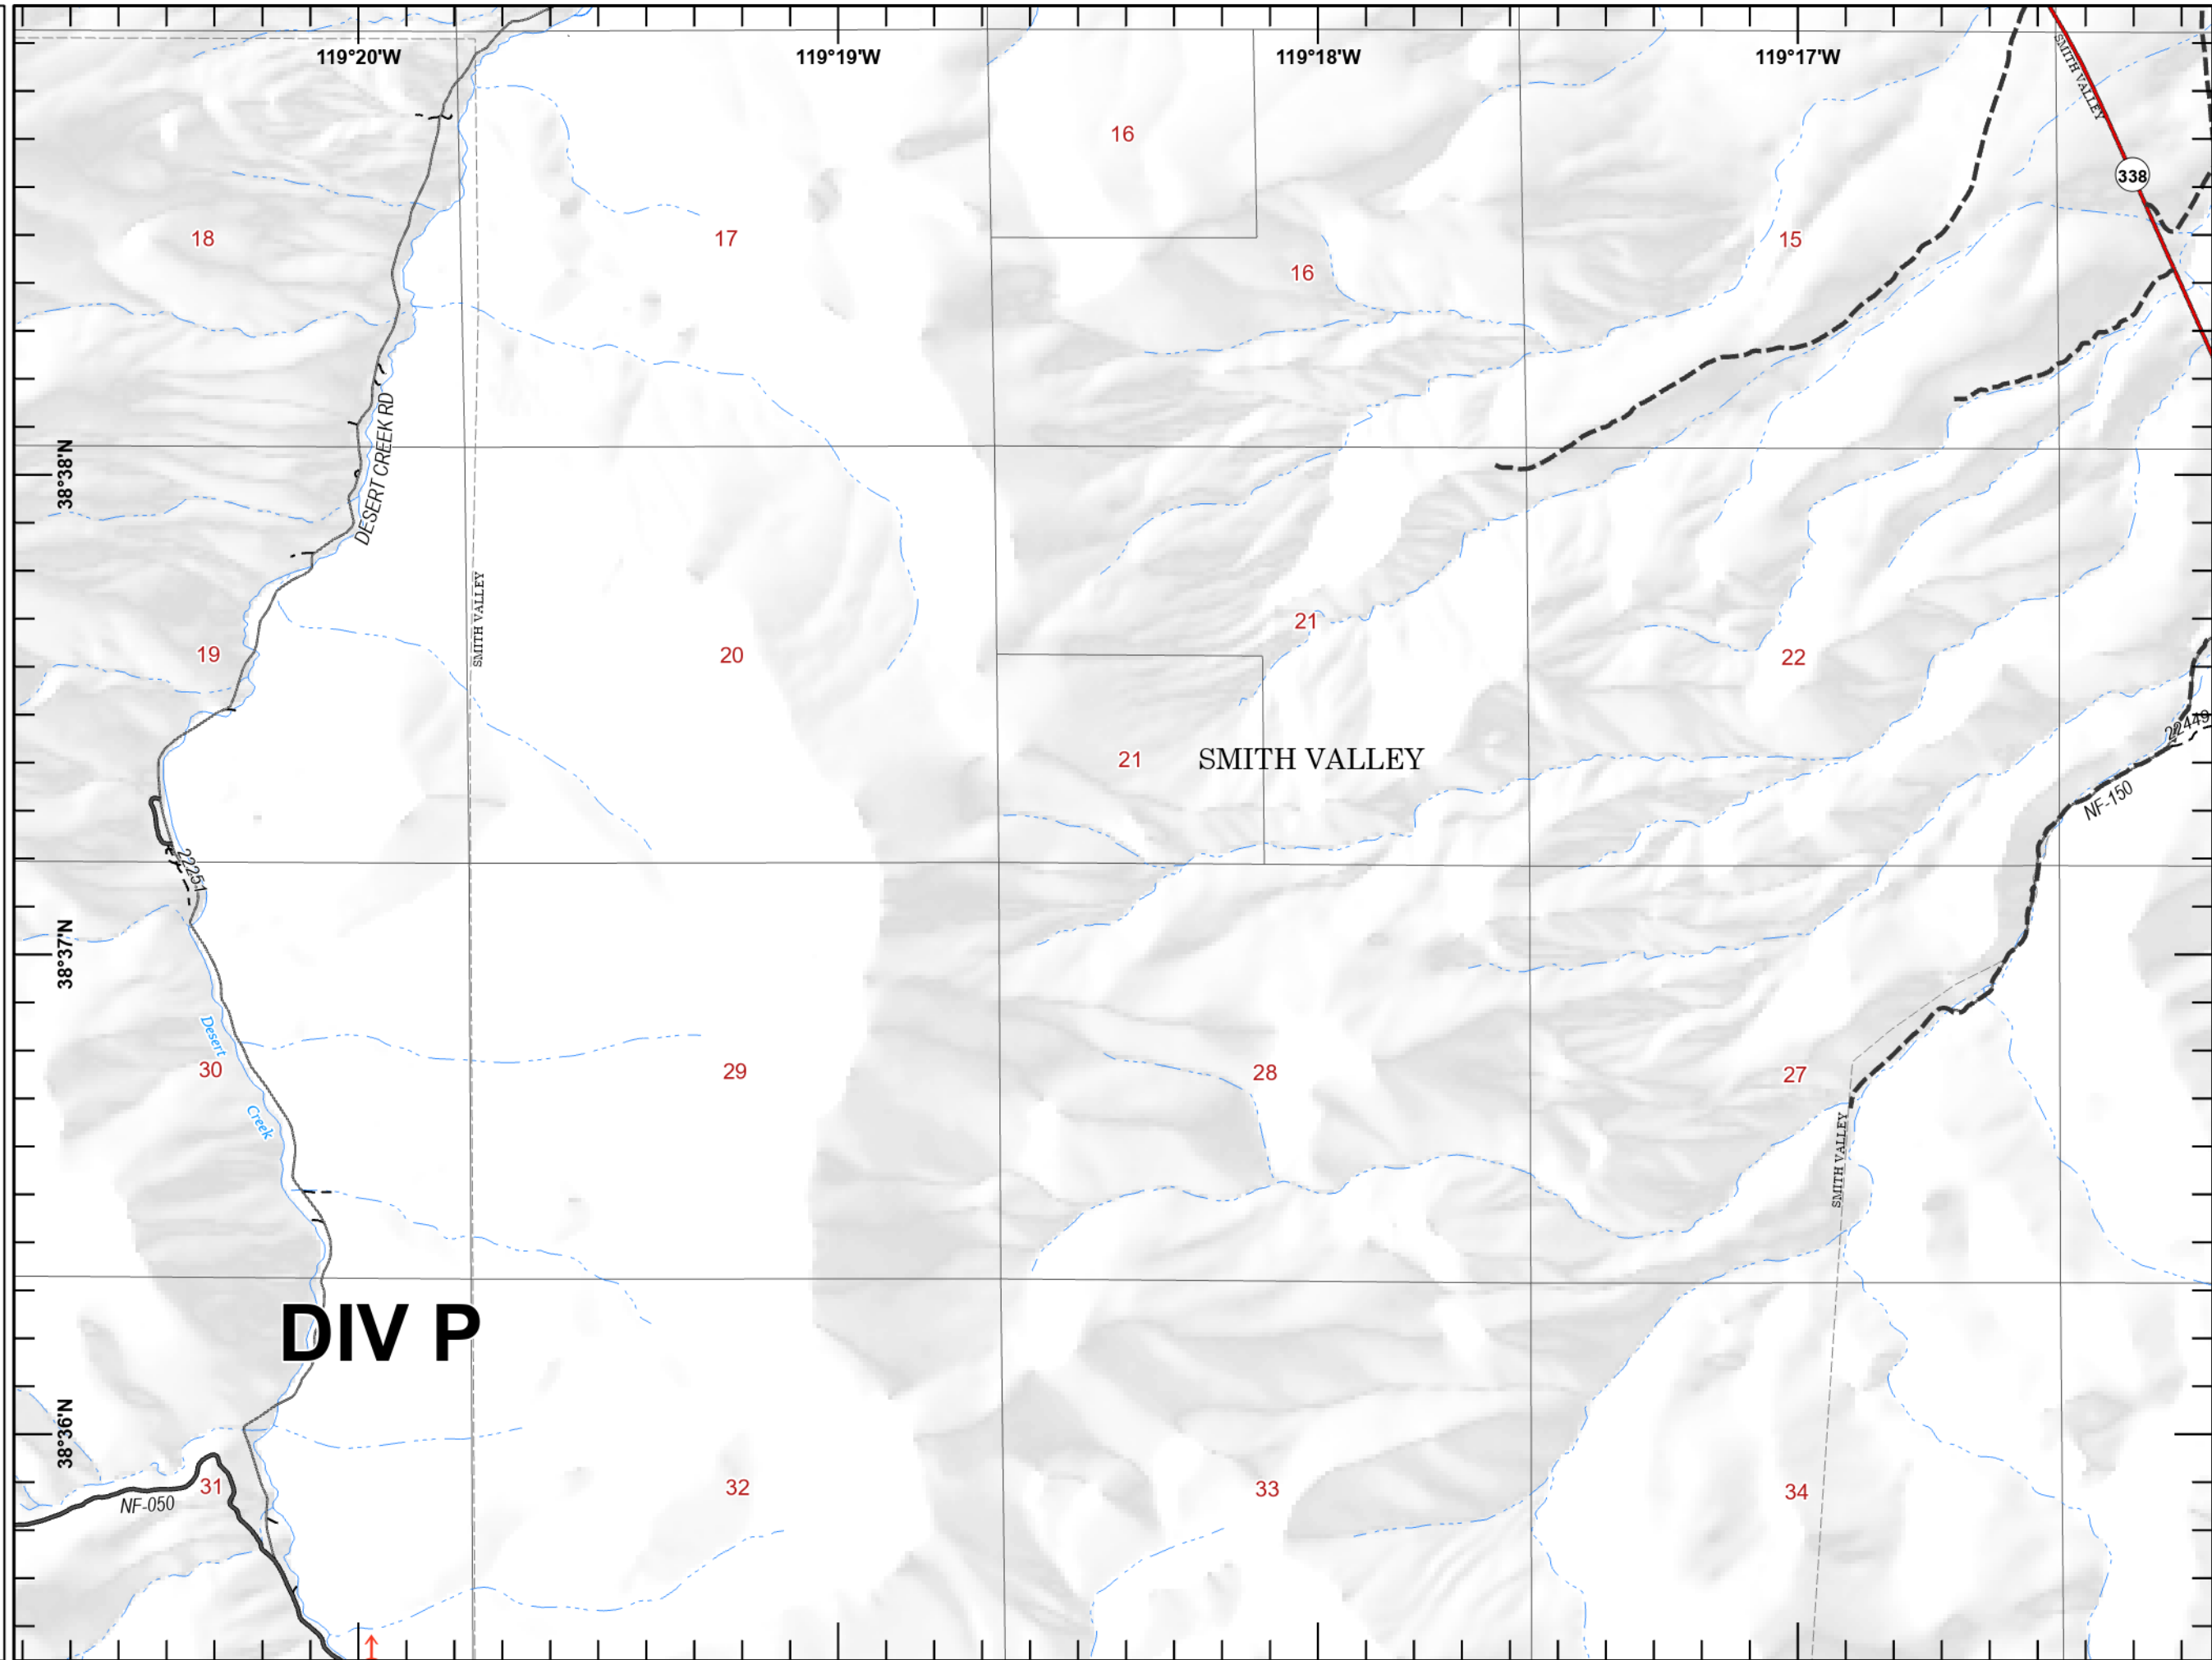 119°20'W
119°19'W
119°18'W
119°17'W
SMITH VALLEY
16
338
18
17
15
16
DESERT CREEK RD
38°38'N
SMITH VALLEY
21
19
20
22
22449
21
SMITH VALLEY
NF-150
22251
38°37'N
Desert
30
29
28
27
Creek
SMITH VALLEY
DIV P
38°36'N
31
32
33
34
NF-050